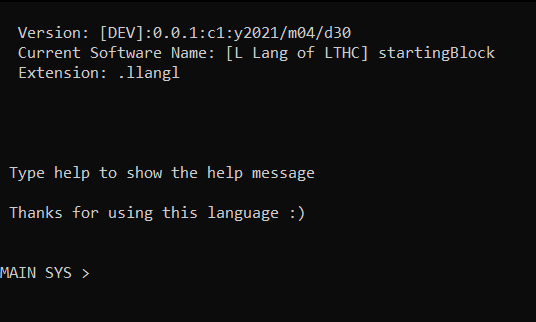 Version: [DEV]:0.0.1:c1:y2021/m04/d30
Current Software Name: [L Lang of LTHC] startingBlock
Extension: .llangl
Type help to show the help message
Thanks for using this language :)
MAIN SYS >